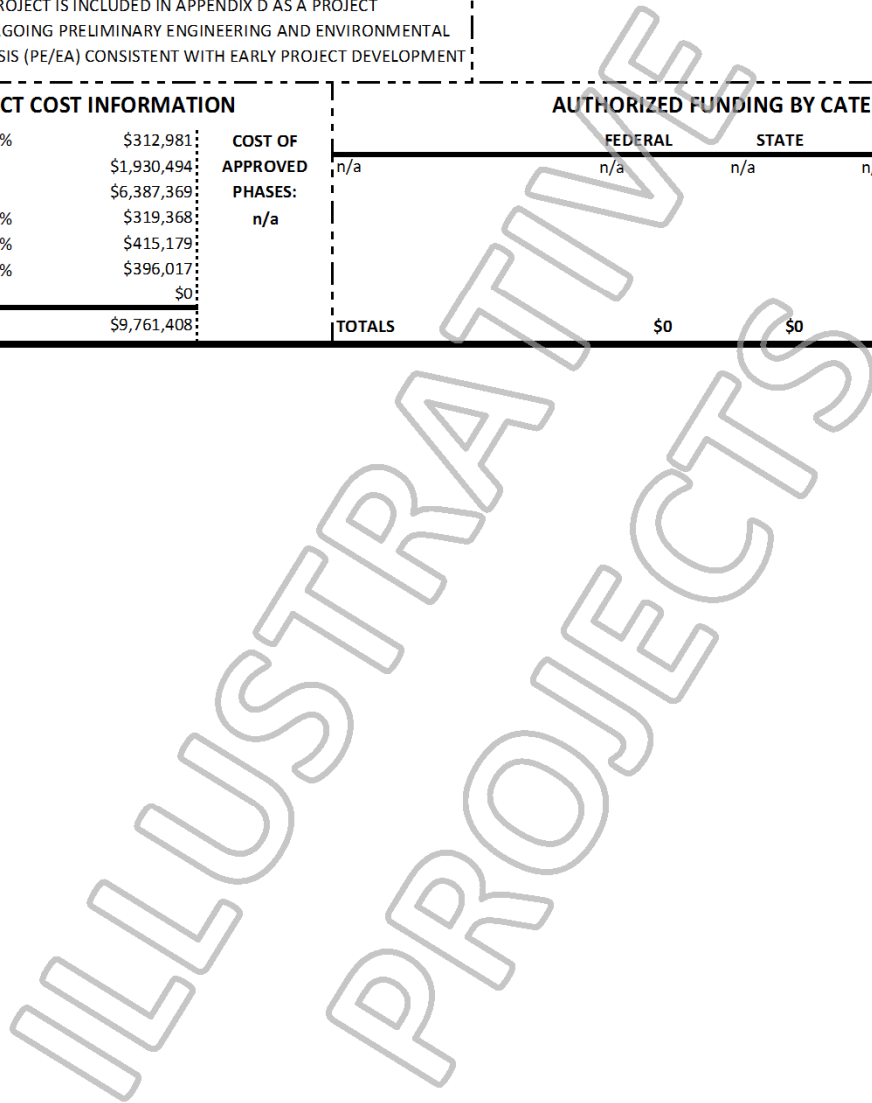 ROJECT IS INCLUDED IN APPENDIX D AS A PROJECT
GOING PRELIMINARY ENGINEERING AND ENVIRONMENTAL
SIS (PE/EA) CONSISTENT WITH EARLY PROJECT DEVELOPMENT
CT COST INFORMATION
AUTHORIZED FUNDING BY CATE
% $312,981 COST OF FEDERAL STATE
$1,930,494 APPROVED n/a n/a n/a n
$6,387,369 PHASES:
% $319,368 n/a
% $415,179
% $396,017
$0
$9,761,408 TOTALS $0 $0
ILLUSTRATIVE
PROJECTS